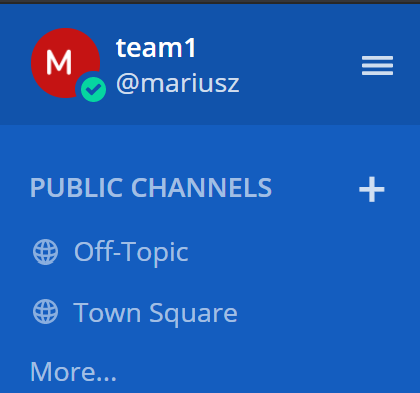 M
team1
@mariusz
PUBLIC CHANNELS
Off-Topic
Town Square
More...